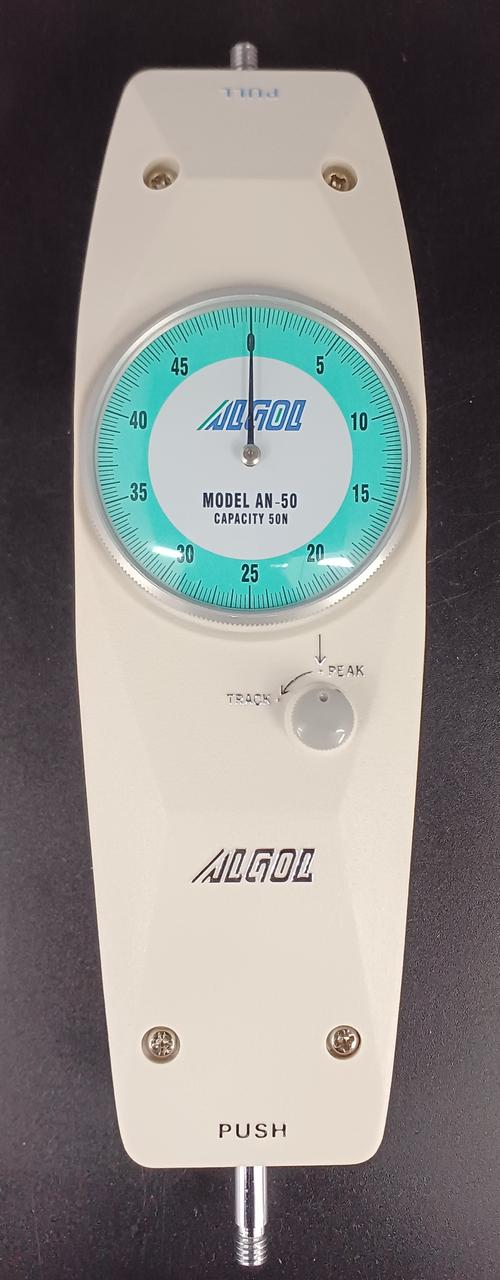 PULL
0
5
10
15
20
25
30
35
40
45
ALGOL
MODEL AN-50
CAPACITY 50N
PEAK
TRACK
ALGOL
PUSH